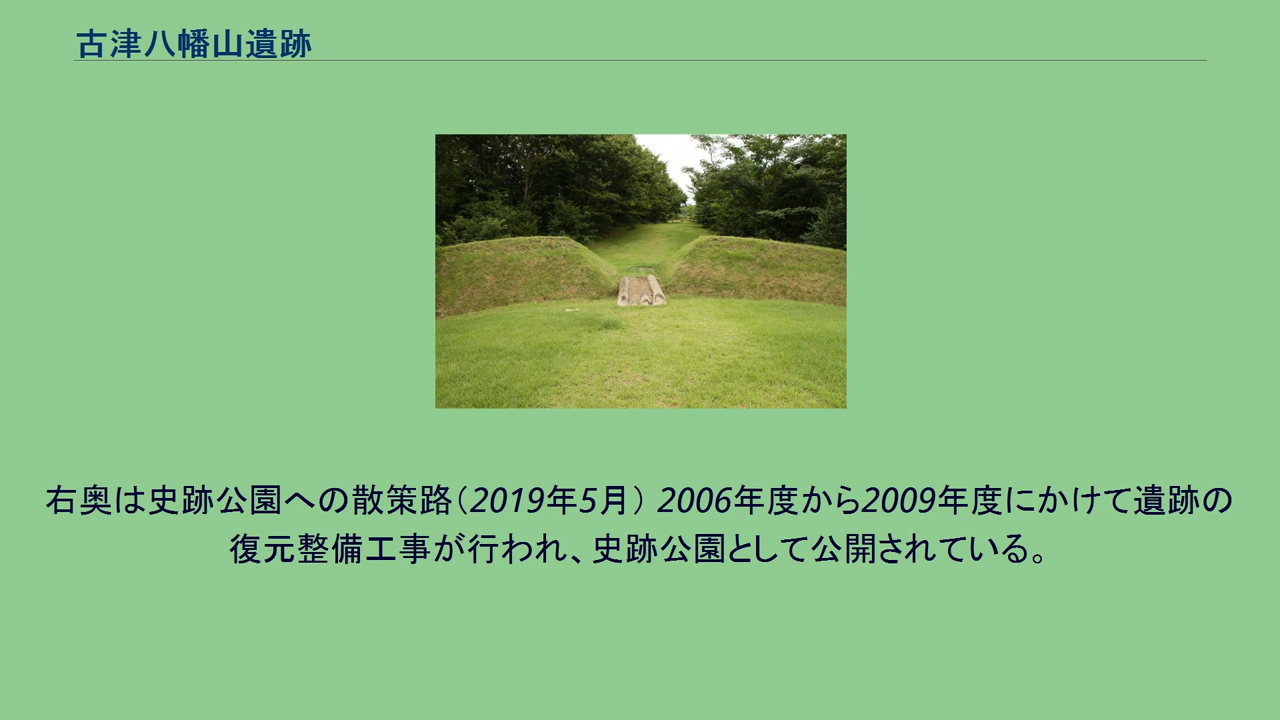 古津八幡山遺跡
右奥は史跡公園への散策路（2019年5月） 2006年度から2009年度にかけて遺跡の
復元整備工事が行われ、史跡公園として公開されている。